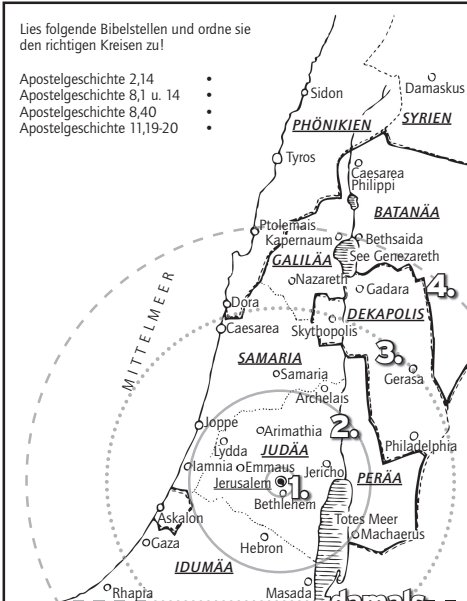 Lies folgende Bibelstellen und ordne sie
den richtigen Kreisen zu!
Apostelgeschichte 2,14 •
Apostelgeschichte 8,1 u. 14 •
Apostelgeschichte 8,40 •
Apostelgeschichte 11,19-20 •
Damaskus
Sidon
SYRIEN
PHÖNIKIEN
Tyros
Caesarea
Philippi
BATANÄA
Ptolemais
Kapernaum
Bethsaida
GALILÄA
See Genezareth
Nazareth
Gadara
4.
MITTELMEER
Dora
DEKAPOLIS
Caesarea
Skythopolis
3.
SAMARIA
Samaria
Gerasa
Archelais
Joppe
2.
Arimathia
Lydda
JUDÄA
Philadelphia
Iamnia
Emmaus
Jericho
PERÄA
Jerusalem
1.
Bethlehem
Askalon
Totes Meer
Gaza
Machaerus
Hebron
IDUMÄA
Rhapia
Masada
damals